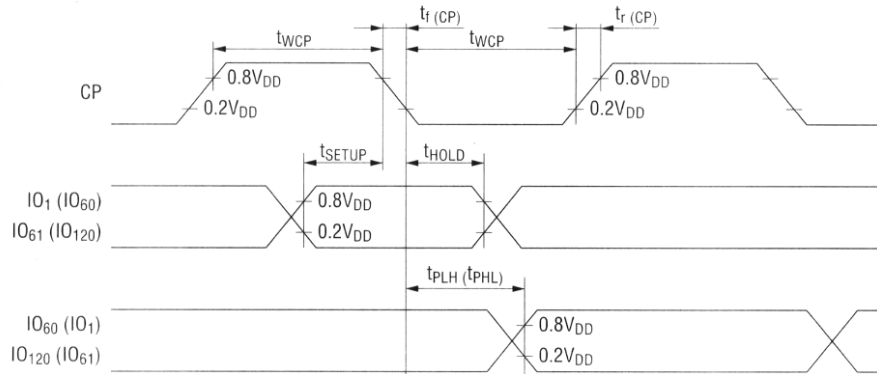 tf (CP)
tr (CP)
tWCP
tWCP
CP
0.8VDD
0.2VDD
0.8VDD
0.2VDD
tSETUP
tHOLD
IO1 (IO60)
IO61 (IO120)
0.8VDD
0.2VDD
tPLH (tPHL)
IO60 (IO1)
IO120 (IO61)
0.8VDD
0.2VDD